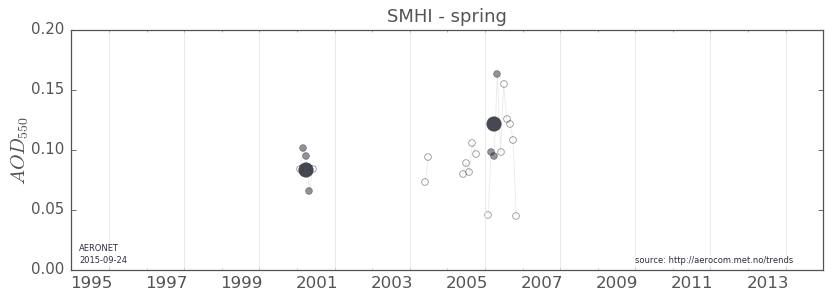 SMHI - spring
0.20
0.15
0.10
0.05
0.00
AOD550
AERONET
2015-09-24
source: http://aerocom.met.no/trends
1995 1997 1999 2001 2003 2005 2007 2009 2011 2013